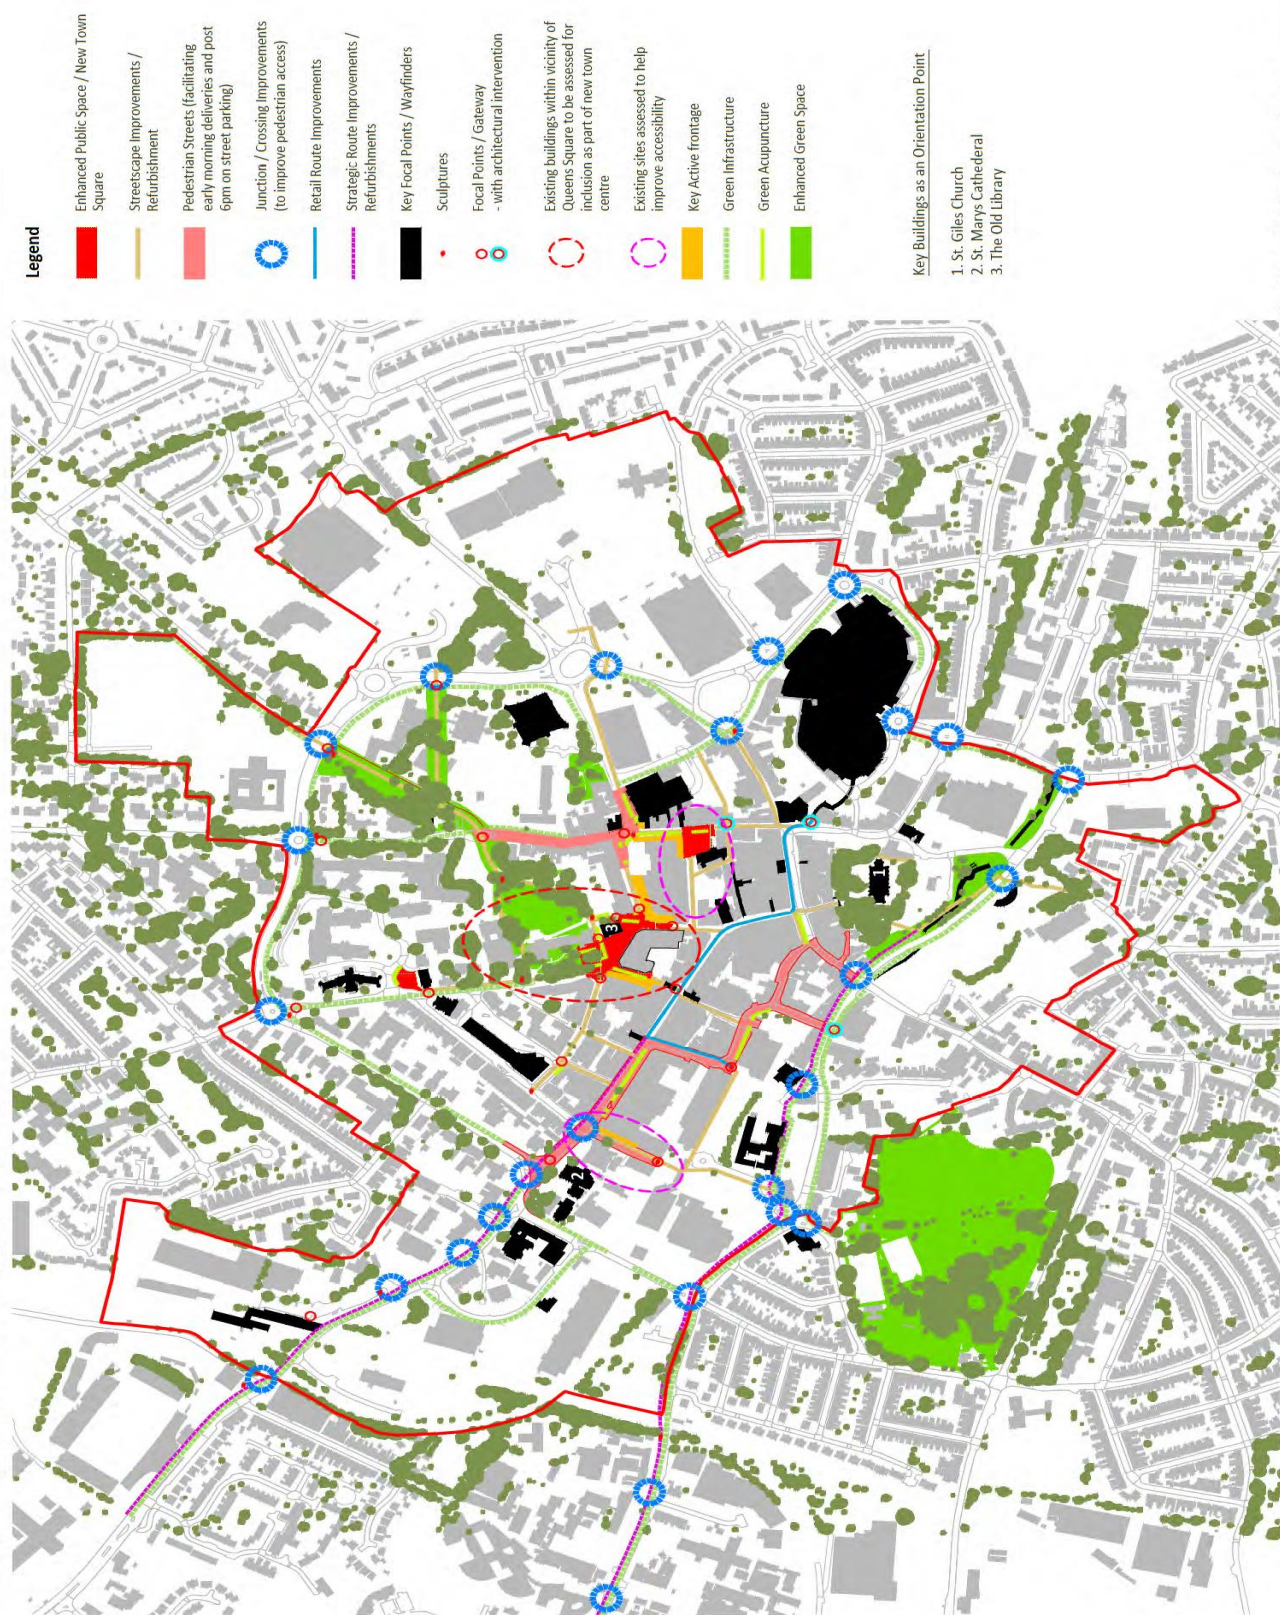 Legend
Enhanced Public Space / New Town
Square
Streetscape Improvements /
Refurbishment
Pedestrian Streets (facilitating
early morning deliveries and post
6pm on street parking)
Junction / Crossing Improvements
(to improve pedestrian access)
Retail Route Improvements
Strategic Route Improvements /
Refurbishments
Key Focal Points / Wayfinders
Sculptures
Focal Points / Gateway
- with architectural intervention
Existing buildings within vicinity of
Queens Square to be assessed for
inclusion as part of new town
centre
Existing sites assessed to help
improve accessibility
Key Active frontage
Green Infrastructure
Green Acupuncture
Enhanced Green Space
Key Buildings as an Orientation Point
1. St. Giles Church
2. St. Marys Cathederal
3. The Old Library
3
1
2